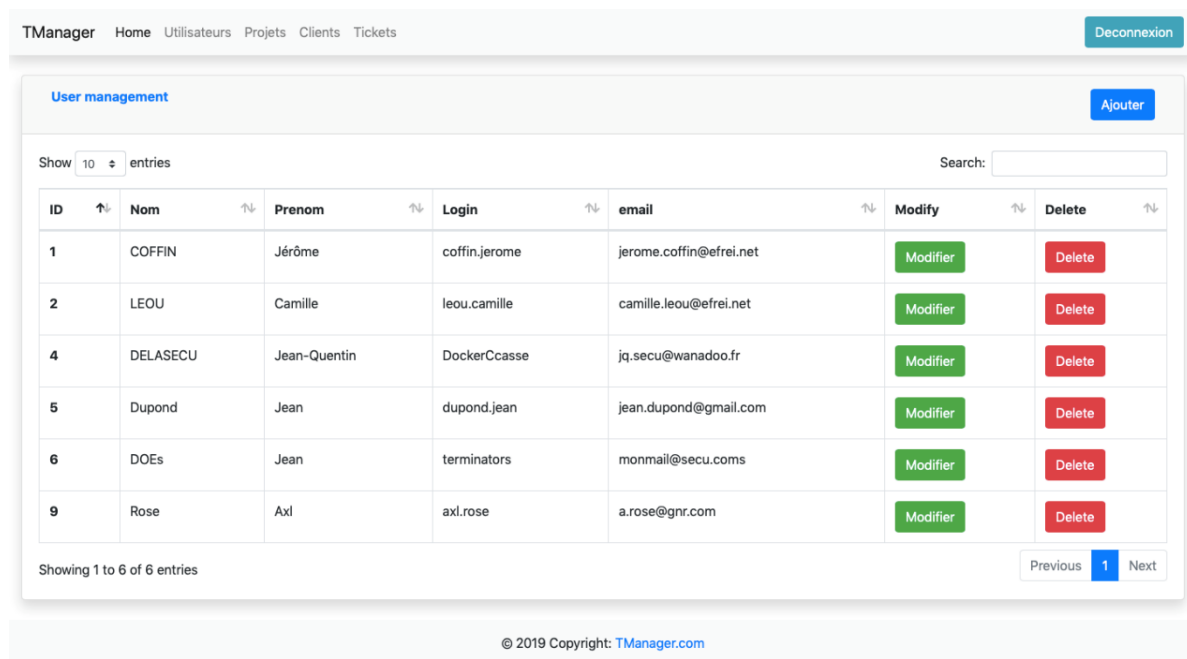 TManager Home Utilisateurs Projets Clients Tickets Deconnexion
User management Ajouter
Show 10 entries Search:
ID Nom Prenom Login email Modify Delete
1 COFFIN Jérôme coffin.jerome jerome.coffin@efrei.net Modifier Delete
2 LEOU Camille leou.camille camille.leou@efrei.net Modifier Delete
4 DELASECU Jean-Quentin DockerCcasse jq.secu@wanadoo.fr Modifier Delete
5 Dupond Jean dupond.jean jean.dupond@gmail.com Modifier Delete
6 DOEs Jean terminators monmail@secu.coms Modifier Delete
9 Rose Axl axl.rose a.rose@gnr.com Modifier Delete
Showing 1 to 6 of 6 entries Previous 1 Next
© 2019 Copyright: TManager.com